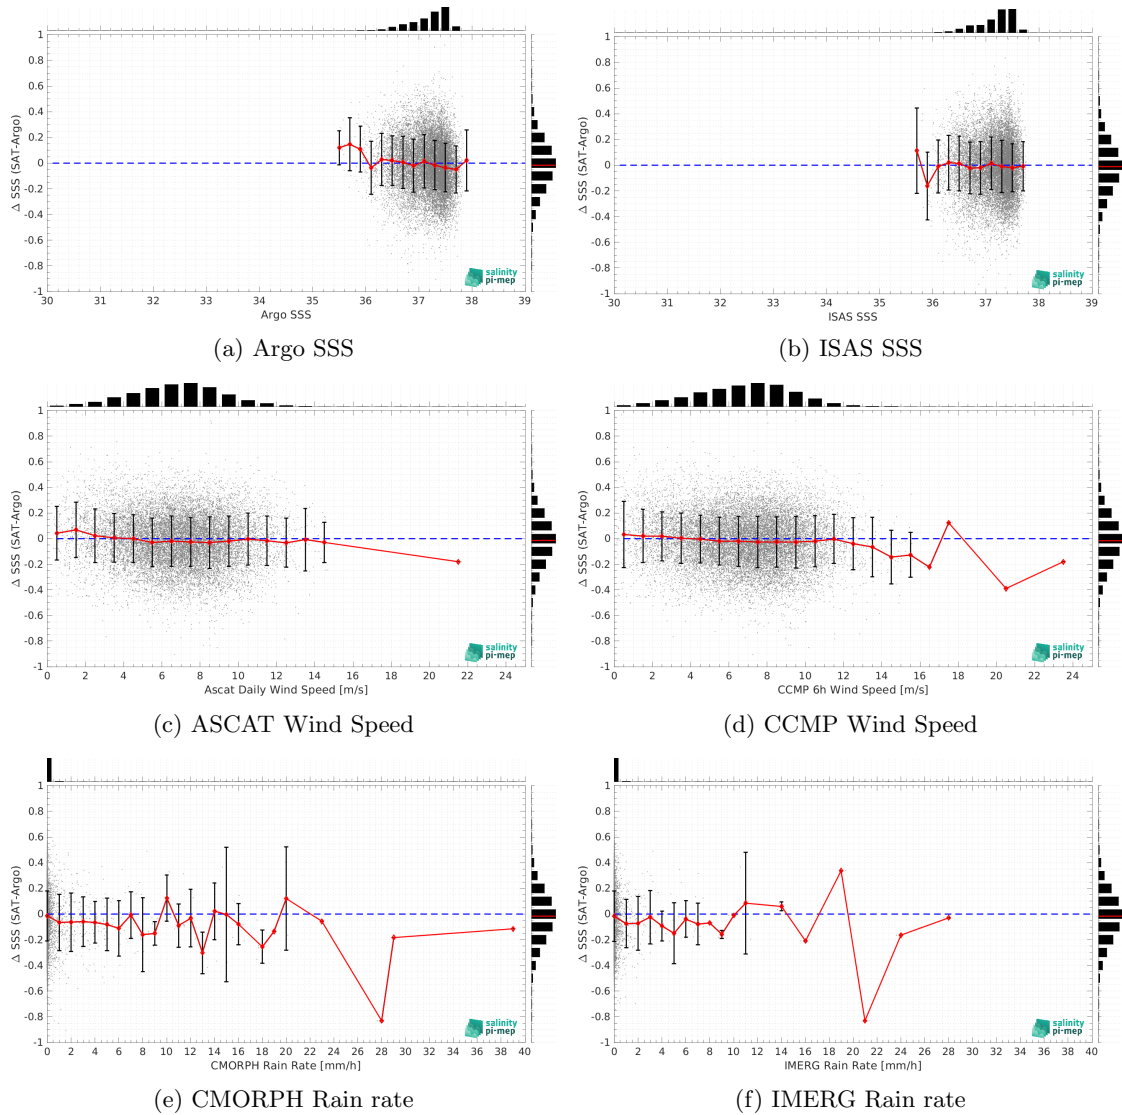 1
0.8
0.6
0.4
0.2
0
-0.2
-0.4
-0.6
-0.8
-1
Δ SSS (SAT-Argo)
30 31 32 33 34 35 36 37 38 39
Argo SSS
salinity
pi-mep
(a) Argo SSS
1
0.8
0.6
0.4
0.2
0
-0.2
-0.4
-0.6
-0.8
-1
Δ SSS (SAT-Argo)
30 31 32 33 34 35 36 37 38 39
ISAS SSS
salinity
pi-mep
(b) ISAS SSS
1
0.8
0.6
0.4
0.2
0
-0.2
-0.4
-0.6
-0.8
-1
Δ SSS (SAT-Argo)
0 2 4 6 8 10 12 14 16 18 20 22 24
Ascat Daily Wind Speed [m/s]
salinity
pi-mep
(c) ASCAT Wind Speed
1
0.8
0.6
0.4
0.2
0
-0.2
-0.4
-0.6
-0.8
-1
Δ SSS (SAT-Argo)
0 2 4 6 8 10 12 14 16 18 20 22 24
CCMP 6h Wind Speed [m/s]
salinity
pi-mep
(d) CCMP Wind Speed
1
0.8
0.6
0.4
0.2
0
-0.2
-0.4
-0.6
-0.8
-1
Δ SSS (SAT-Argo)
0 2 4 6 8 10 12 14 16 18 20 22 24 26 28 30 32 34 36 38 40
CMORPH Rain Rate [mm/h]
salinity
pi-mep
(e) CMORPH Rain rate
1
0.8
0.6
0.4
0.2
0
-0.2
-0.4
-0.6
-0.8
-1
Δ SSS (SAT-Argo)
0 2 4 6 8 10 12 14 16 18 20 22 24 26 28 30 32 34 36 38 40
IMERG Rain Rate [mm/h]
salinity
pi-mep
(f) IMERG Rain rate